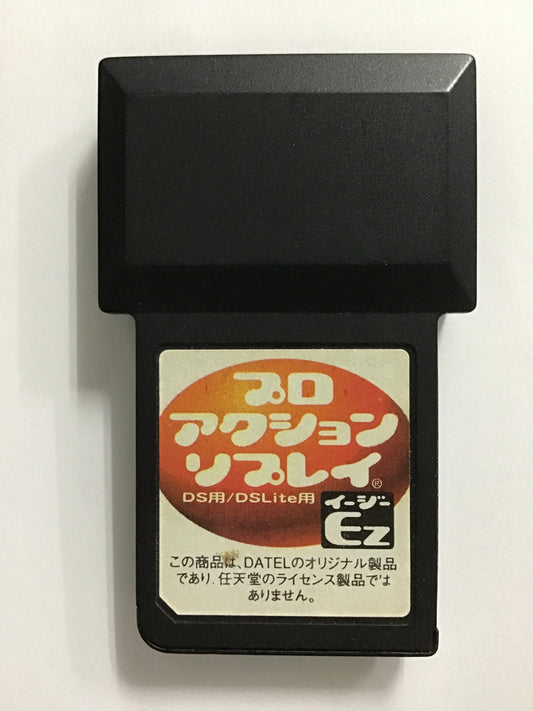 プロ
アクション
リプレイ®
DS用/DSLite用
イージー
EZ
この商品は、DATELのオリジナル製品
であり、任天堂のライセンス製品では
ありません。